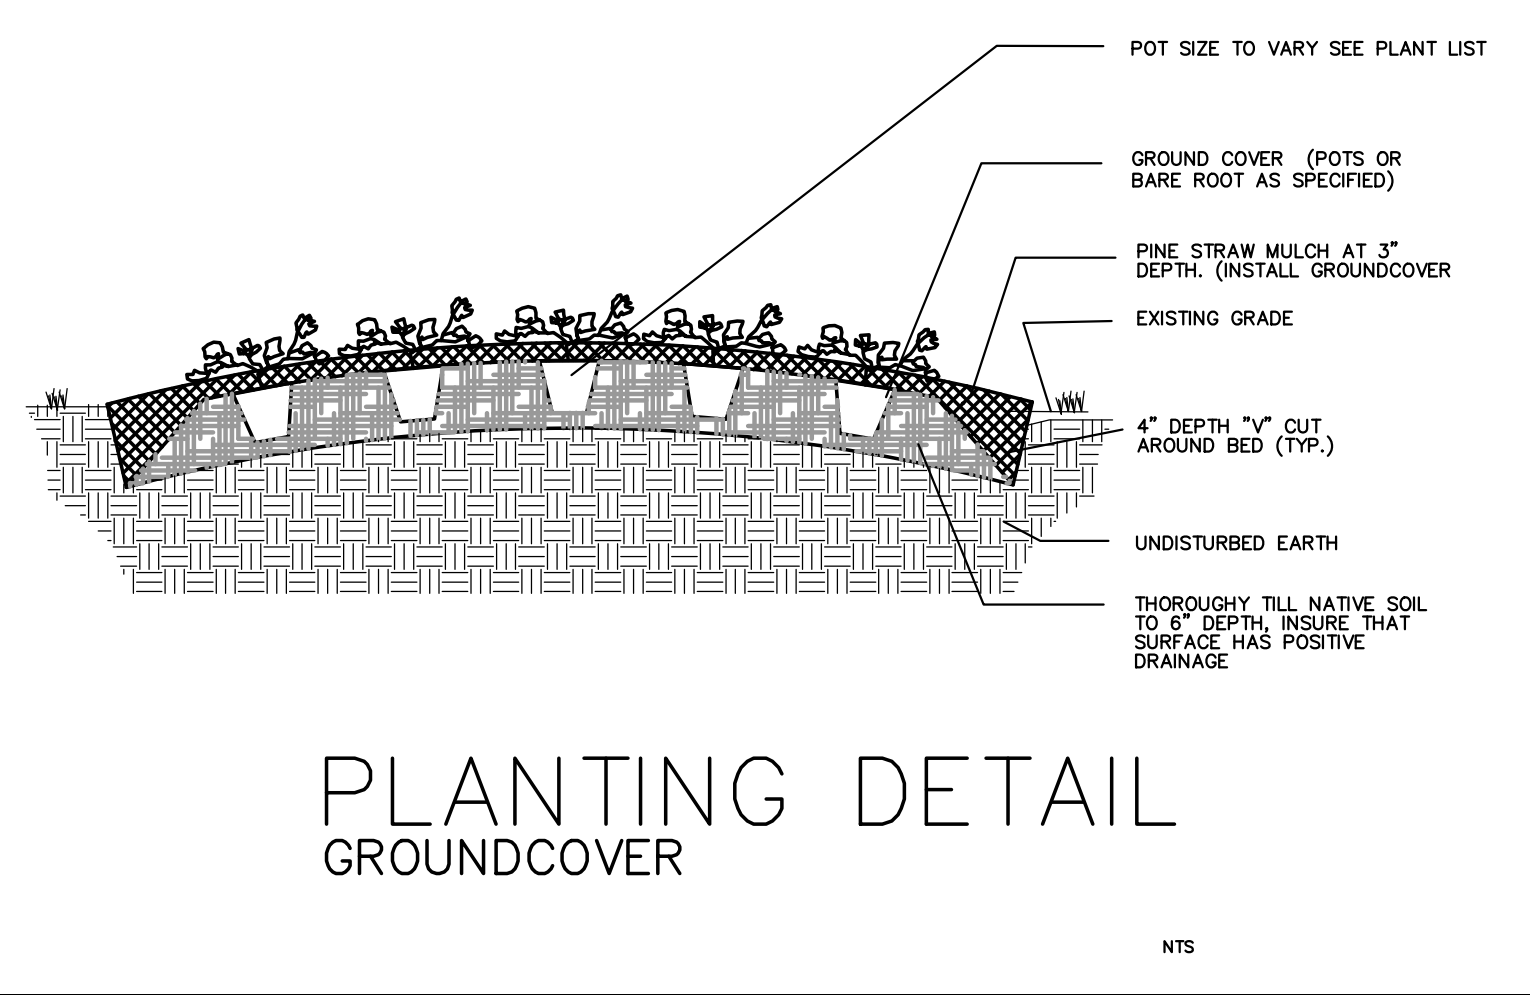 POT SIZE TO VARY SEE PLANT LIST
GROUND COVER (POTS OR
BARE ROOT AS SPECIFIED)
PINE STRAW MULCH AT 3"
DEPTH. (INSTALL GROUNDCOVER
EXISTING GRADE
4" DEPTH "V" CUT
AROUND BED (TYP.)
UNDISTURBED EARTH
THOROUGHY TILL NATIVE SOIL
TO 6" DEPTH, INSURE THAT
SURFACE HAS POSITIVE
DRAINAGE
PLANTING DETAIL
GROUNDCOVER
NTS